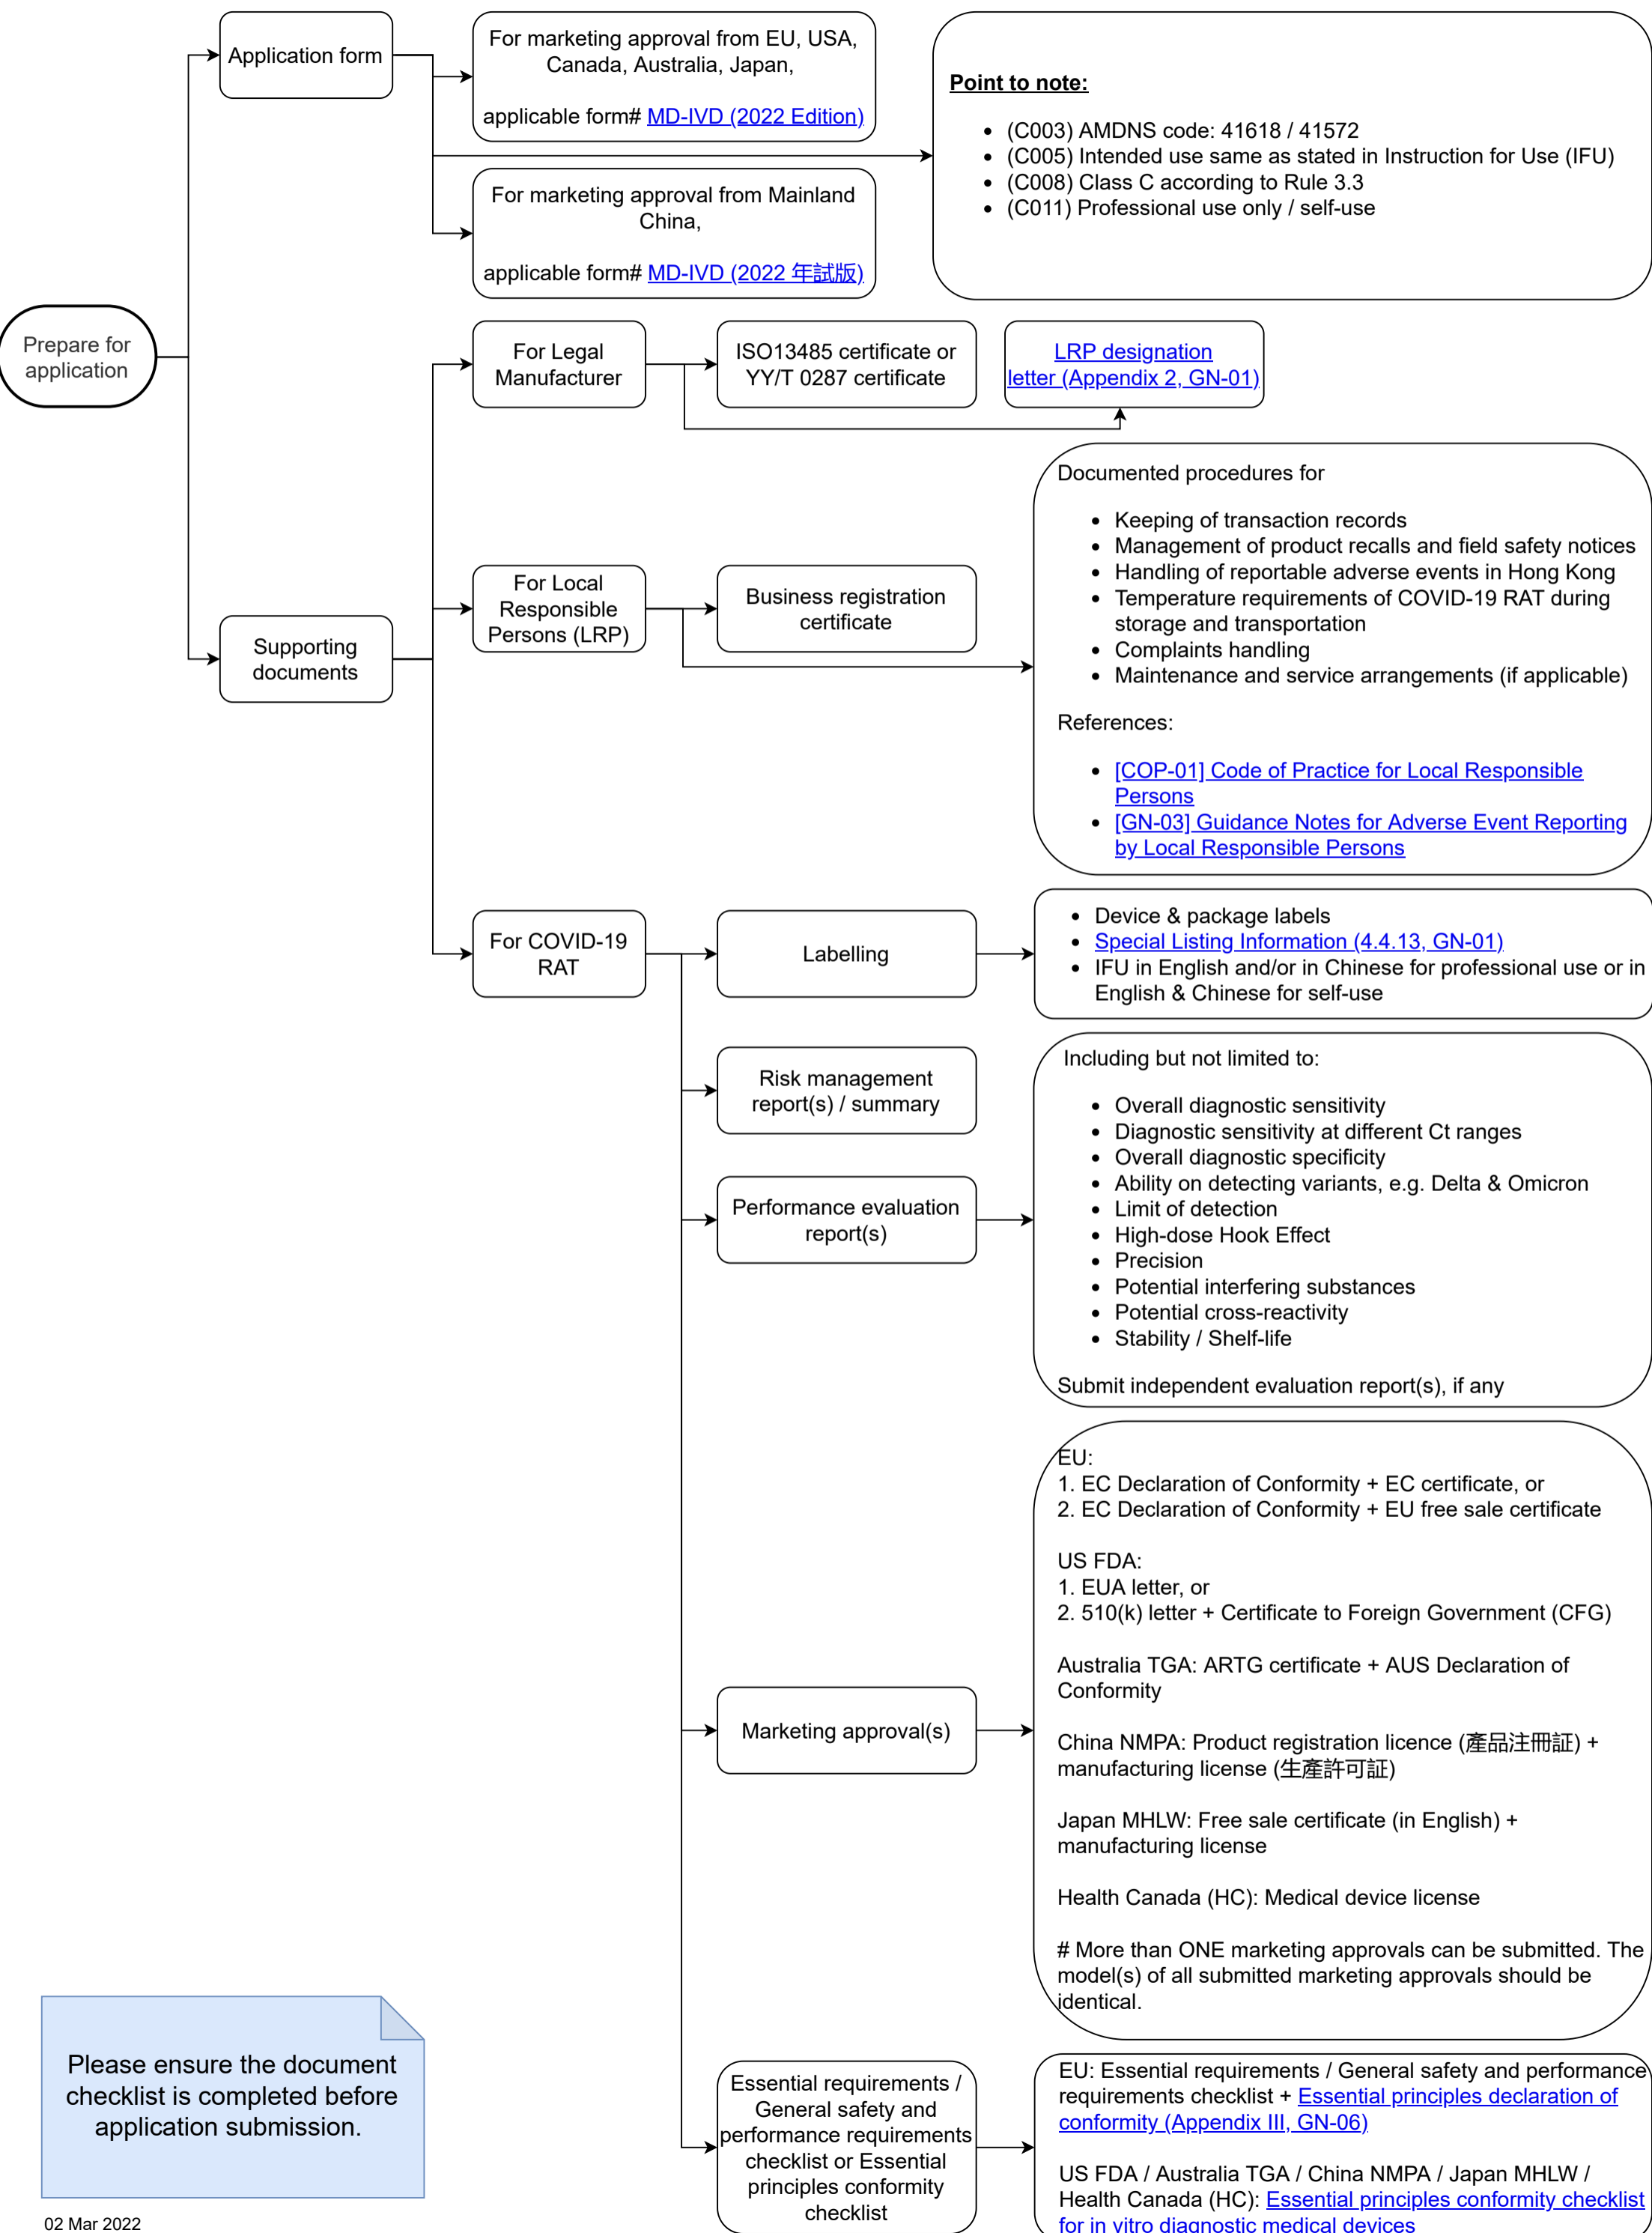 Application form
For marketing approval from EU, USA,
Canada, Australia, Japan,
applicable form# MD-IVD (2022 Edition)
For marketing approval from Mainland
China,
applicable form# MD-IVD (2022 年試版)
Point to note:
• (C003) AMDNS code: 41618 / 41572
• (C005) Intended use same as stated in Instruction for Use (IFU)
• (C008) Class C according to Rule 3.3
• (C011) Professional use only / self-use
Prepare for
application
For Legal
Manufacturer
ISO13485 certificate or
YY/T 0287 certificate
LRP designation
letter (Appendix 2, GN-01)
Supporting
documents
For Local
Responsible
Persons (LRP)
Business registration
certificate
Documented procedures for
• Keeping of transaction records
• Management of product recalls and field safety notices
• Handling of reportable adverse events in Hong Kong
• Temperature requirements of COVID-19 RAT during
storage and transportation
• Complaints handling
• Maintenance and service arrangements (if applicable)
References:
• [COP-01] Code of Practice for Local Responsible
Persons
• [GN-03] Guidance Notes for Adverse Event Reporting
by Local Responsible Persons
For COVID-19
RAT
Labelling
• Device & package labels
• Special Listing Information (4.4.13, GN-01)
• IFU in English and/or in Chinese for professional use or in
English & Chinese for self-use
Risk management
report(s) / summary
Performance evaluation
report(s)
Including but not limited to:
• Overall diagnostic sensitivity
• Diagnostic sensitivity at different Ct ranges
• Overall diagnostic specificity
• Ability on detecting variants, e.g. Delta & Omicron
• Limit of detection
• High-dose Hook Effect
• Precision
• Potential interfering substances
• Potential cross-reactivity
• Stability / Shelf-life
Submit independent evaluation report(s), if any
Marketing approval(s)
EU:
1. EC Declaration of Conformity + EC certificate, or
2. EC Declaration of Conformity + EU free sale certificate
US FDA:
1. EUA letter, or
2. 510(k) letter + Certificate to Foreign Government (CFG)
Australia TGA: ARTG certificate + AUS Declaration of
Conformity
China NMPA: Product registration licence (產品注冊証) +
manufacturing license (生產許可証)
Japan MHLW: Free sale certificate (in English) +
manufacturing license
Health Canada (HC): Medical device license
# More than ONE marketing approvals can be submitted. The
model(s) of all submitted marketing approvals should be
identical.
Essential requirements /
General safety and
performance requirements
checklist or Essential
principles conformity
checklist
EU: Essential requirements / General safety and performance
requirements checklist + Essential principles declaration of
conformity (Appendix III, GN-06)
US FDA / Australia TGA / China NMPA / Japan MHLW /
Health Canada (HC): Essential principles conformity checklist
for in vitro diagnostic medical devices
Please ensure the document
checklist is completed before
application submission.
02 Mar 2022